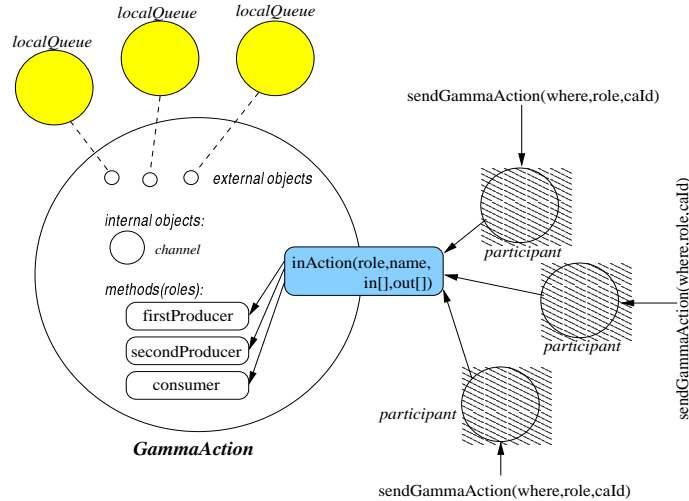 localQueue
localQueue
localQueue
sendGammaAction(where,role,caId)
external objects
internal objects:
channel
participant
inAction(role,name,
in[],out[])
methods(roles):
firstProducer
secondProducer
consumer
participant
sendGammaAction(where,role,caId)
participant
GammaAction
sendGammaAction(where,role,caId)